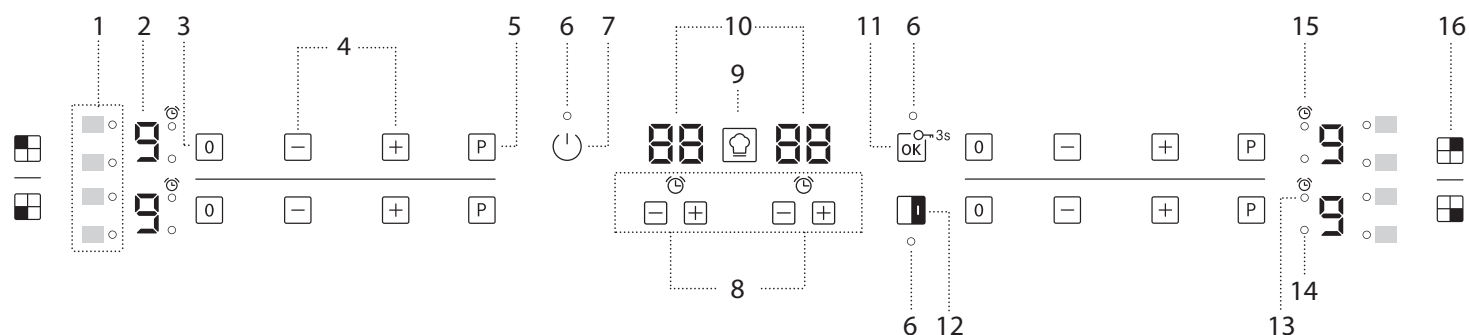 1 2 3 4 5 6 7 10 11 6 15 16
9
9 0 − + P 88 88 3s OK 0 − + P 9
9 0 − + P − + − + I 0 − + P 9
8 14
6 12 13